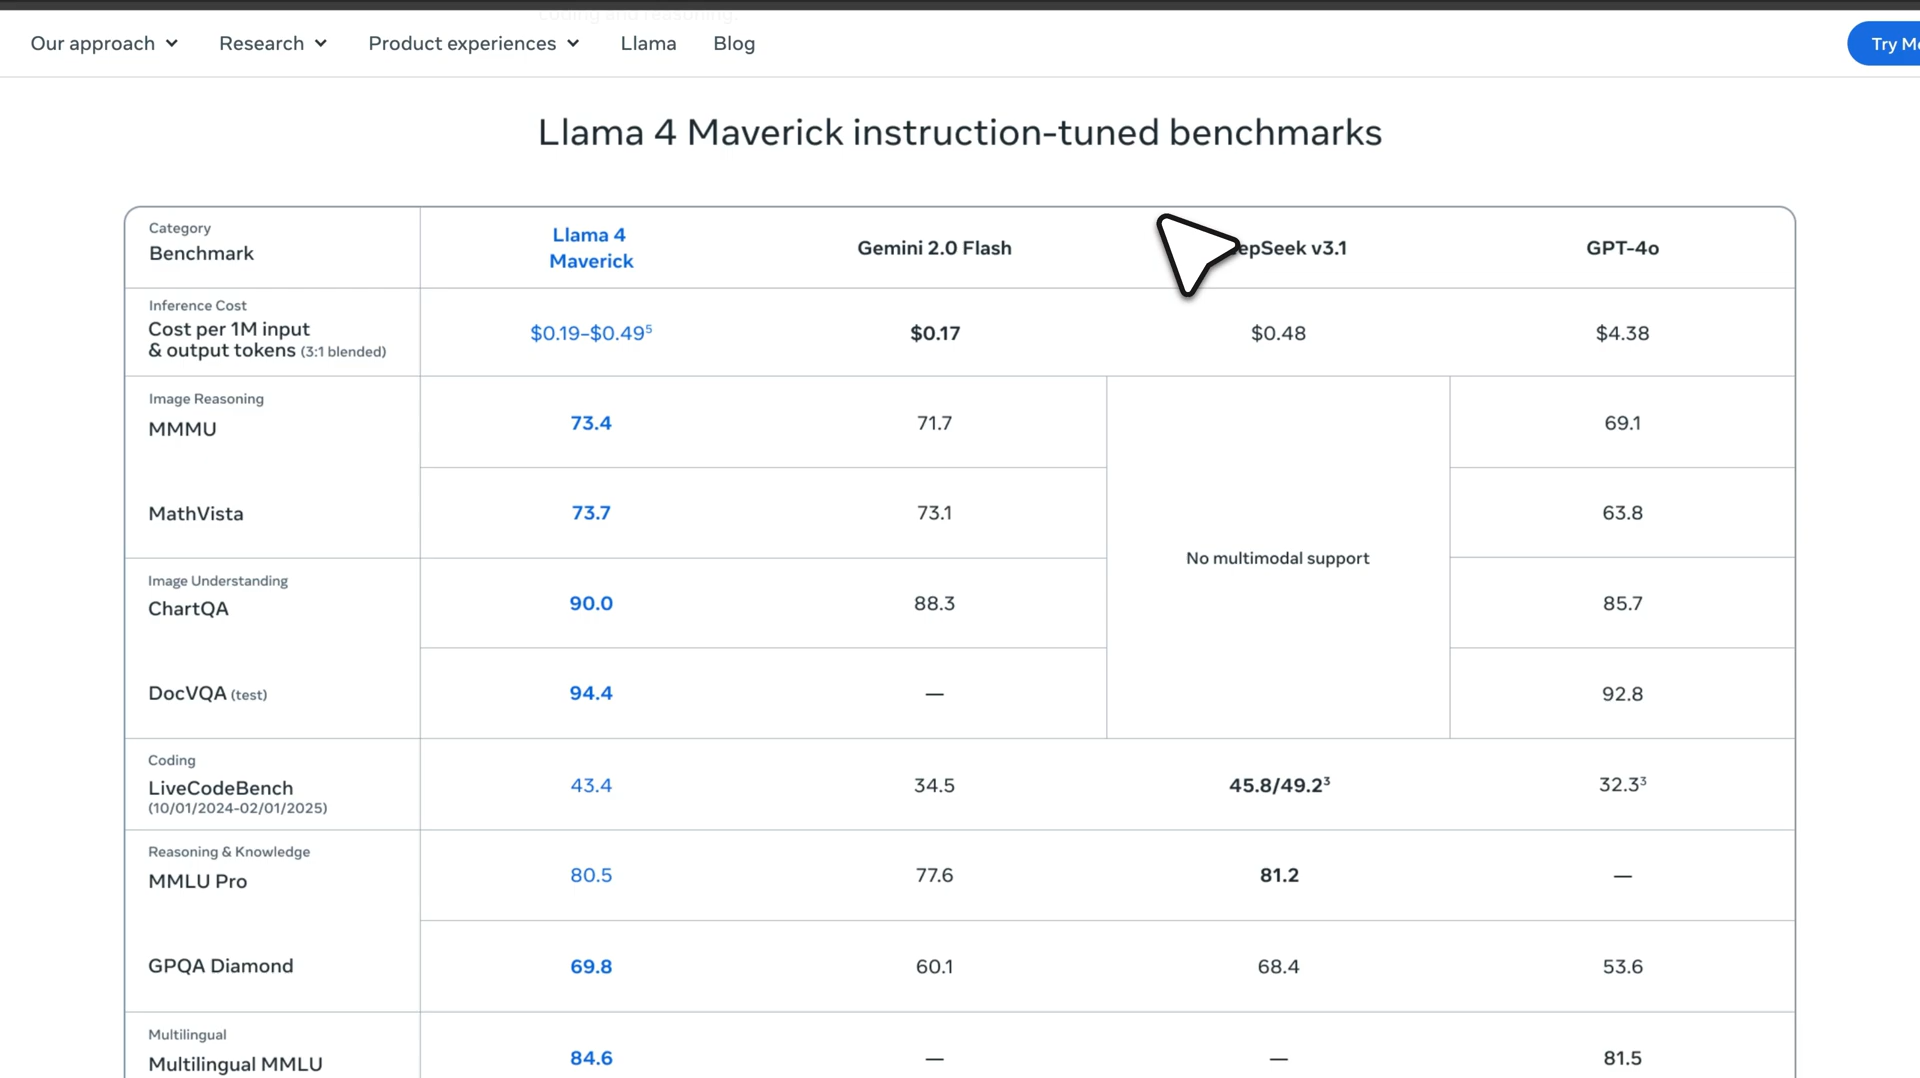 coding and reasoning.
Our approach Research Product experiences Llama Blog
Llama 4 Maverick instruction-tuned benchmarks
Category
Benchmark
Llama 4
Maverick
Gemini 2.0 Flash
epSeek v3.1
GPT-4o
Inference Cost
Cost per 1M input
& output tokens (3:1 blended)
$0.19–$0.49⁵ $0.17 $0.48 $4.38
Image Reasoning
MMMU
73.4 71.7 69.1
MathVista
73.7 73.1 63.8
No multimodal support
Image Understanding
ChartQA
90.0 88.3 85.7
DocVQA (test)
94.4 — 92.8
Coding
LiveCodeBench
(10/01/2024-02/01/2025)
43.4 34.5 45.8/49.2³ 32.3³
Reasoning & Knowledge
MMLU Pro
80.5 77.6 81.2 —
GPQA Diamond
69.8 60.1 68.4 53.6
Multilingual
Multilingual MMLU
84.6 — — 81.5